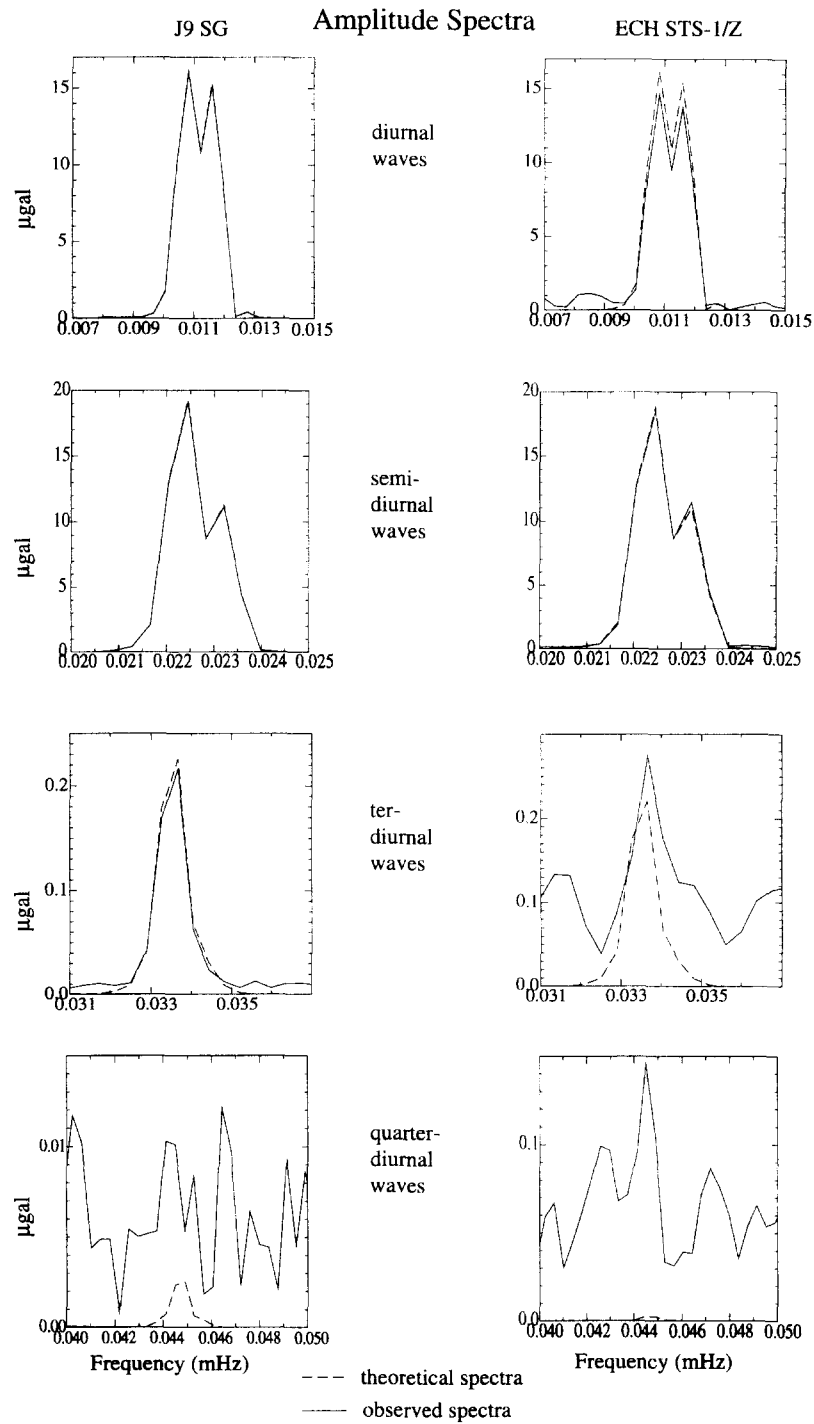 Amplitude Spectra
J9 SG
ECH STS-1/Z
15
10
5
0
μgal
0.007 0.009 0.011 0.013 0.015
diurnal
waves
15
10
5
0
0.007 0.009 0.011 0.013 0.015
20
15
10
5
0
μgal
0.020 0.021 0.022 0.023 0.024 0.025
semi-
diurnal
waves
20
15
10
5
0
0.020 0.021 0.022 0.023 0.024 0.025
0.2
0.1
0.0
μgal
0.031 0.033 0.035
ter-
diurnal
waves
0.2
0.1
0.0
0.031 0.033 0.035
0.01
0.00
μgal
0.040 0.042 0.044 0.046 0.048 0.050
Frequency (mHz)
quarter-
diurnal
waves
0.1
0.0
0.040 0.042 0.044 0.046 0.048 0.050
Frequency (mHz)
theoretical spectra
observed spectra